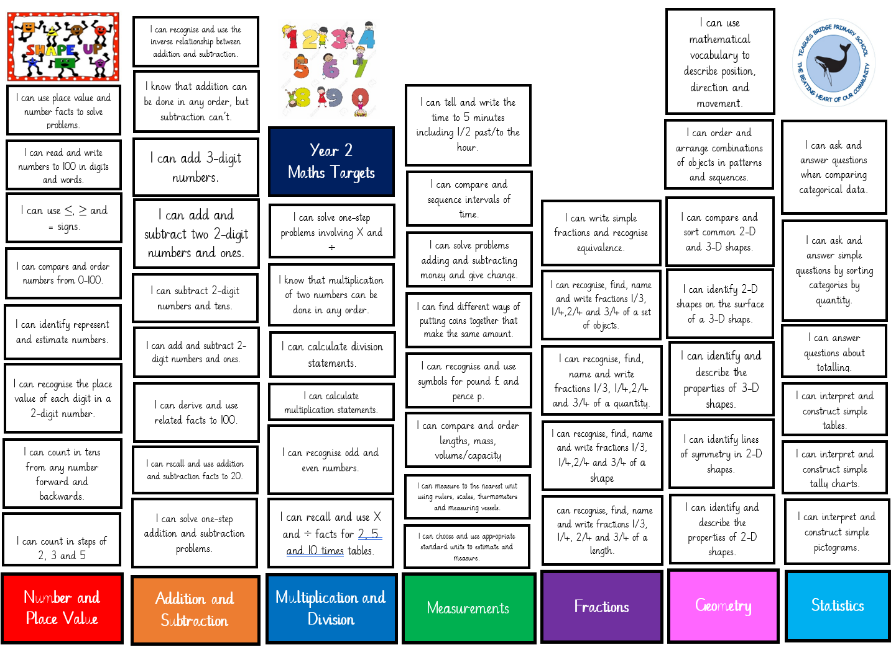 SHAPE UP
I can use place value and
number facts to solve
problems.
I can read and write
numbers to 100 in digits
and words.
I can use ≤, ≥ and
= signs.
I can compare and order
numbers from 0-100.
I can identify represent
and estimate numbers.
I can recognise the place
value of each digit in a
2-digit number.
I can count in tens
from any number
forward and
backwards.
I can count in steps of
2, 3 and 5
Number and
Place Value
I can recognise and use the
inverse relationship between
addition and subtraction.
I know that addition can
be done in any order, but
subtraction can't.
I can add 3-digit
numbers.
I can add and
subtract two 2-digit
numbers and ones.
I can subtract 2-digit
numbers and tens.
I can add and subtract 2-
digit numbers and ones.
I can derive and use
related facts to 100.
I can recall and use addition
and subtraction facts to 20.
I can solve one-step
addition and subtraction
problems.
Addition and
Subtraction
1 2 3 4
5 6 7
8 9 0
Year 2
Maths Targets
I can solve one-step
problems involving X and
÷
I know that multiplication
of two numbers can be
done in any order.
I can calculate division
statements.
I can calculate
multiplication statements.
I can recognise odd and
even numbers.
I can recall and use X
and ÷ facts for 2, 5,
and 10 times tables.
Multiplication and
Division
I can tell and write the
time to 5 minutes
including 1/2 past/to the
hour.
I can compare and
sequence intervals of
time.
I can solve problems
adding and subtracting
money and give change.
I can find different ways of
putting coins together that
make the same amount.
I can recognise and use
symbols for pound £ and
pence p.
I can compare and order
lengths, mass,
volume/capacity
I can measure to the nearest unit
using rulers, scales, thermometers
and measuring vessels.
I can choose and use appropriate
standard units to estimate and
measure.
Measurements
I can write simple
fractions and recognise
equivalence.
I can recognise, find, name
and write fractions 1/3,
1/4,2/4 and 3/4 of a set
of objects.
I can recognise, find,
name and write
fractions 1/3, 1/4,2/4
and 3/4 of a quantity.
I can recognise, find, name
and write fractions 1/3,
1/4,2/4 and 3/4 of a
shape
can recognise, find, name
and write fractions 1/3,
1/4, 2/4 and 3/4 of a
length.
Fractions
I can use
mathematical
vocabulary to
describe position,
direction and
movement.
I can order and
arrange combinations
of objects in patterns
and sequences.
I can compare and
sort common 2-D
and 3-D shapes.
I can identify 2-D
shapes on the surface
of a 3-D shape.
I can identify and
describe the
properties of 3-D
shapes.
I can identify lines
of symmetry in 2-D
shapes.
I can identify and
describe the
properties of 2-D
shapes.
Geometry
TEAGUES BRIDGE PRIMARY SCHOOL
THE BEATING HEART OF OUR COMMUNITY
I can ask and
answer questions
when comparing
categorical data.
I can ask and
answer simple
questions by sorting
categories by
quantity.
I can answer
questions about
totalling.
I can interpret and
construct simple
tables.
I can interpret and
construct simple
tally charts.
I can interpret and
construct simple
pictograms.
Statistics